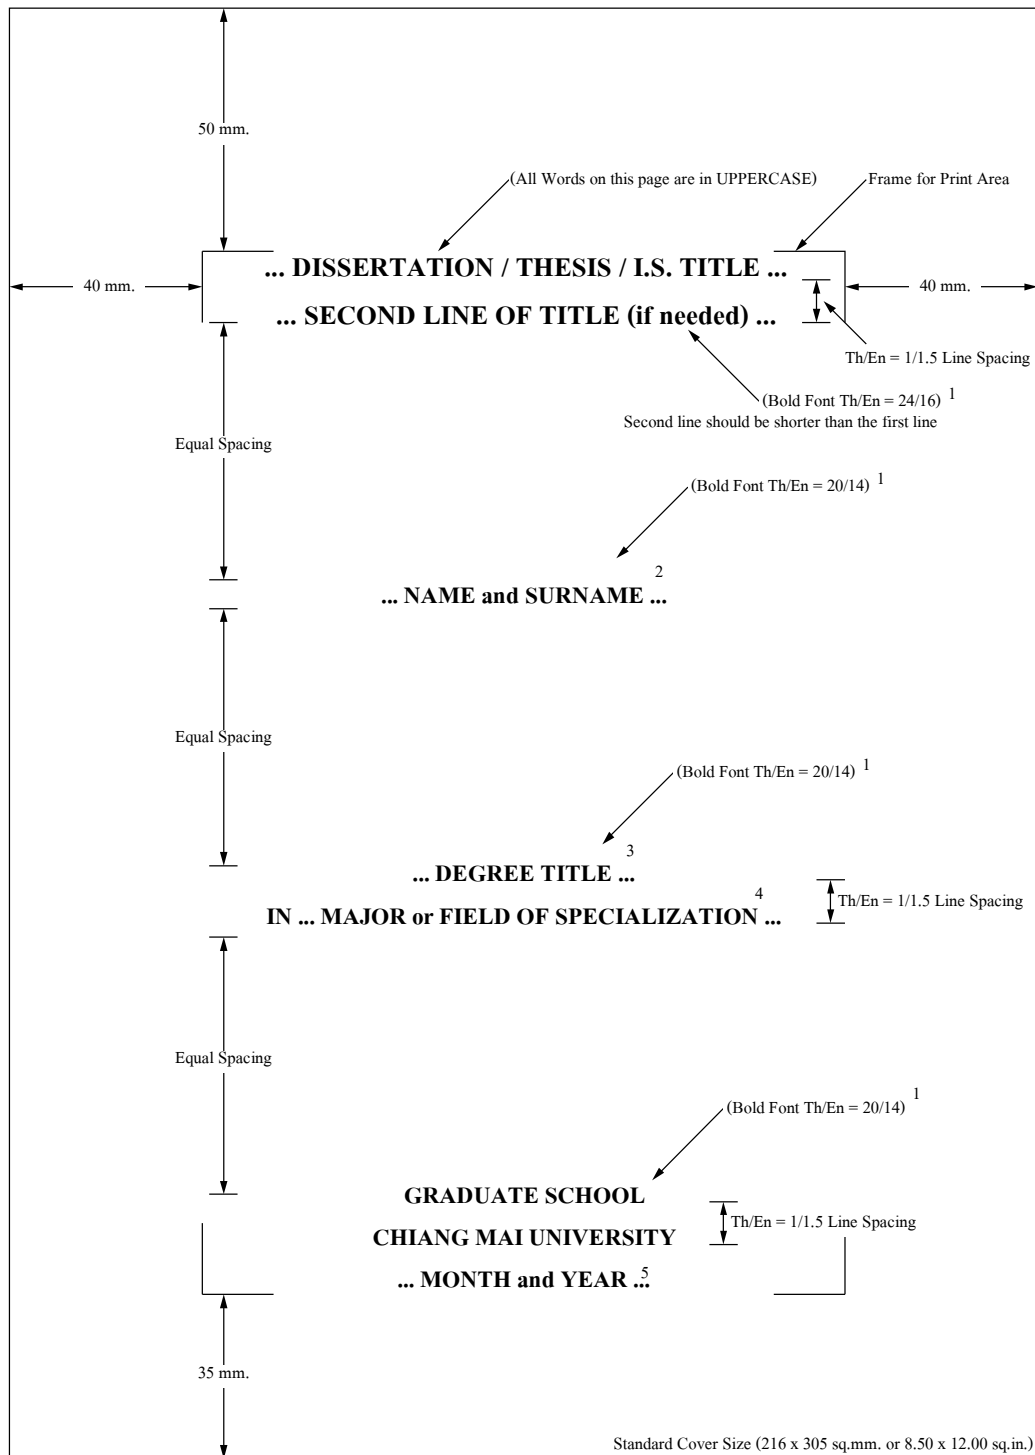 50 mm.
(All Words on this page are in UPPERCASE)
Frame for Print Area
... DISSERTATION / THESIS / I.S. TITLE ...
40 mm.
40 mm.
... SECOND LINE OF TITLE (if needed) ...
Th/En = 1/1.5 Line Spacing
(Bold Font Th/En = 24/16) 1
Second line should be shorter than the first line
Equal Spacing
(Bold Font Th/En = 20/14) 1
... NAME and SURNAME ... 2
Equal Spacing
(Bold Font Th/En = 20/14) 1
... DEGREE TITLE ... 3
IN ... MAJOR or FIELD OF SPECIALIZATION ... 4
Th/En = 1/1.5 Line Spacing
Equal Spacing
(Bold Font Th/En = 20/14) 1
GRADUATE SCHOOL
Th/En = 1/1.5 Line Spacing
CHIANG MAI UNIVERSITY
... MONTH and YEAR ... 5
35 mm.
Standard Cover Size (216 x 305 sq.mm. or 8.50 x 12.00 sq.in.)